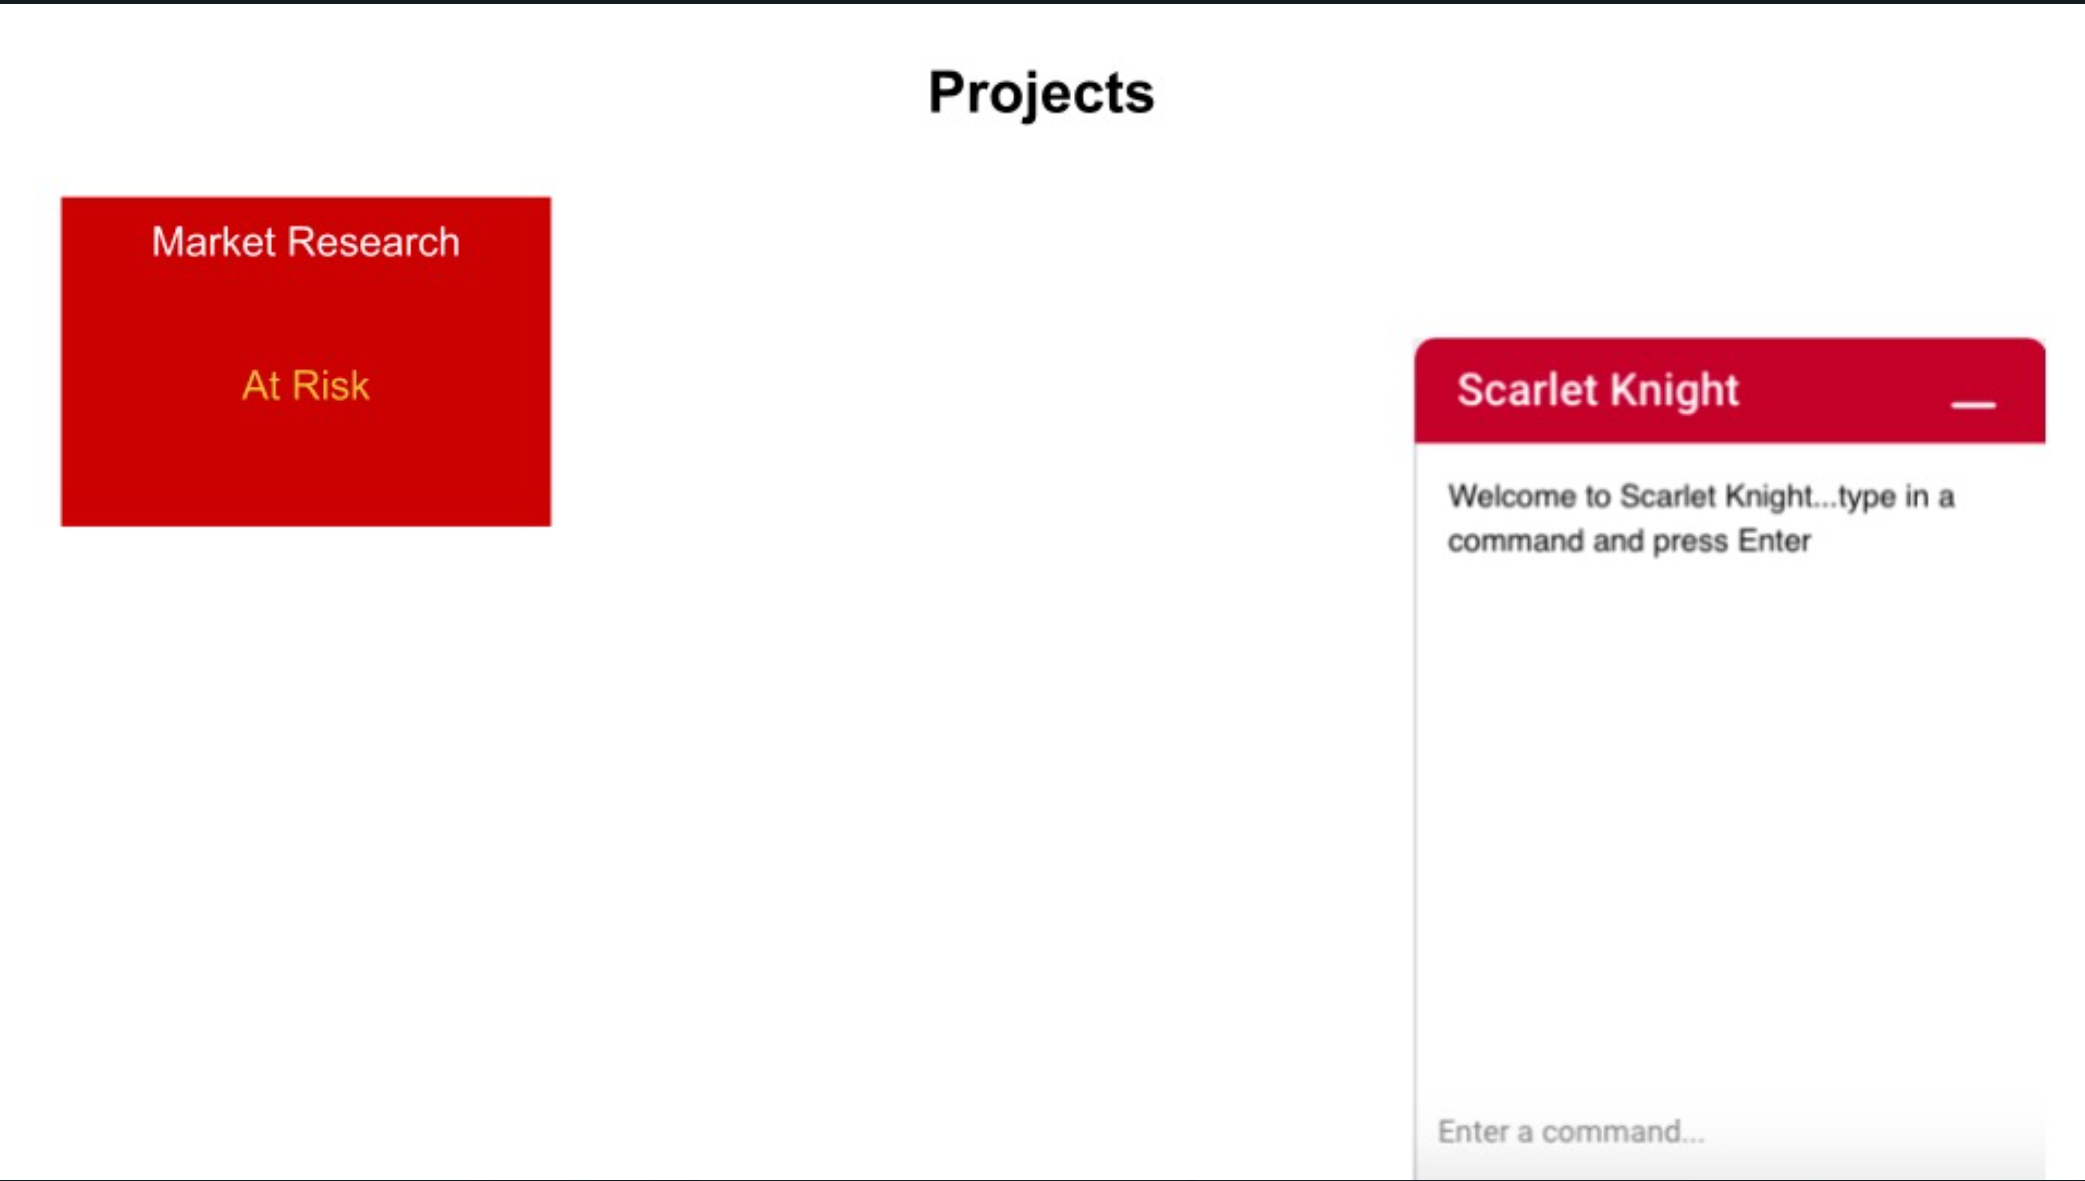 Projects
Market Research
At Risk
Scarlet Knight
Welcome to Scarlet Knight...type in a
command and press Enter
Enter a command...